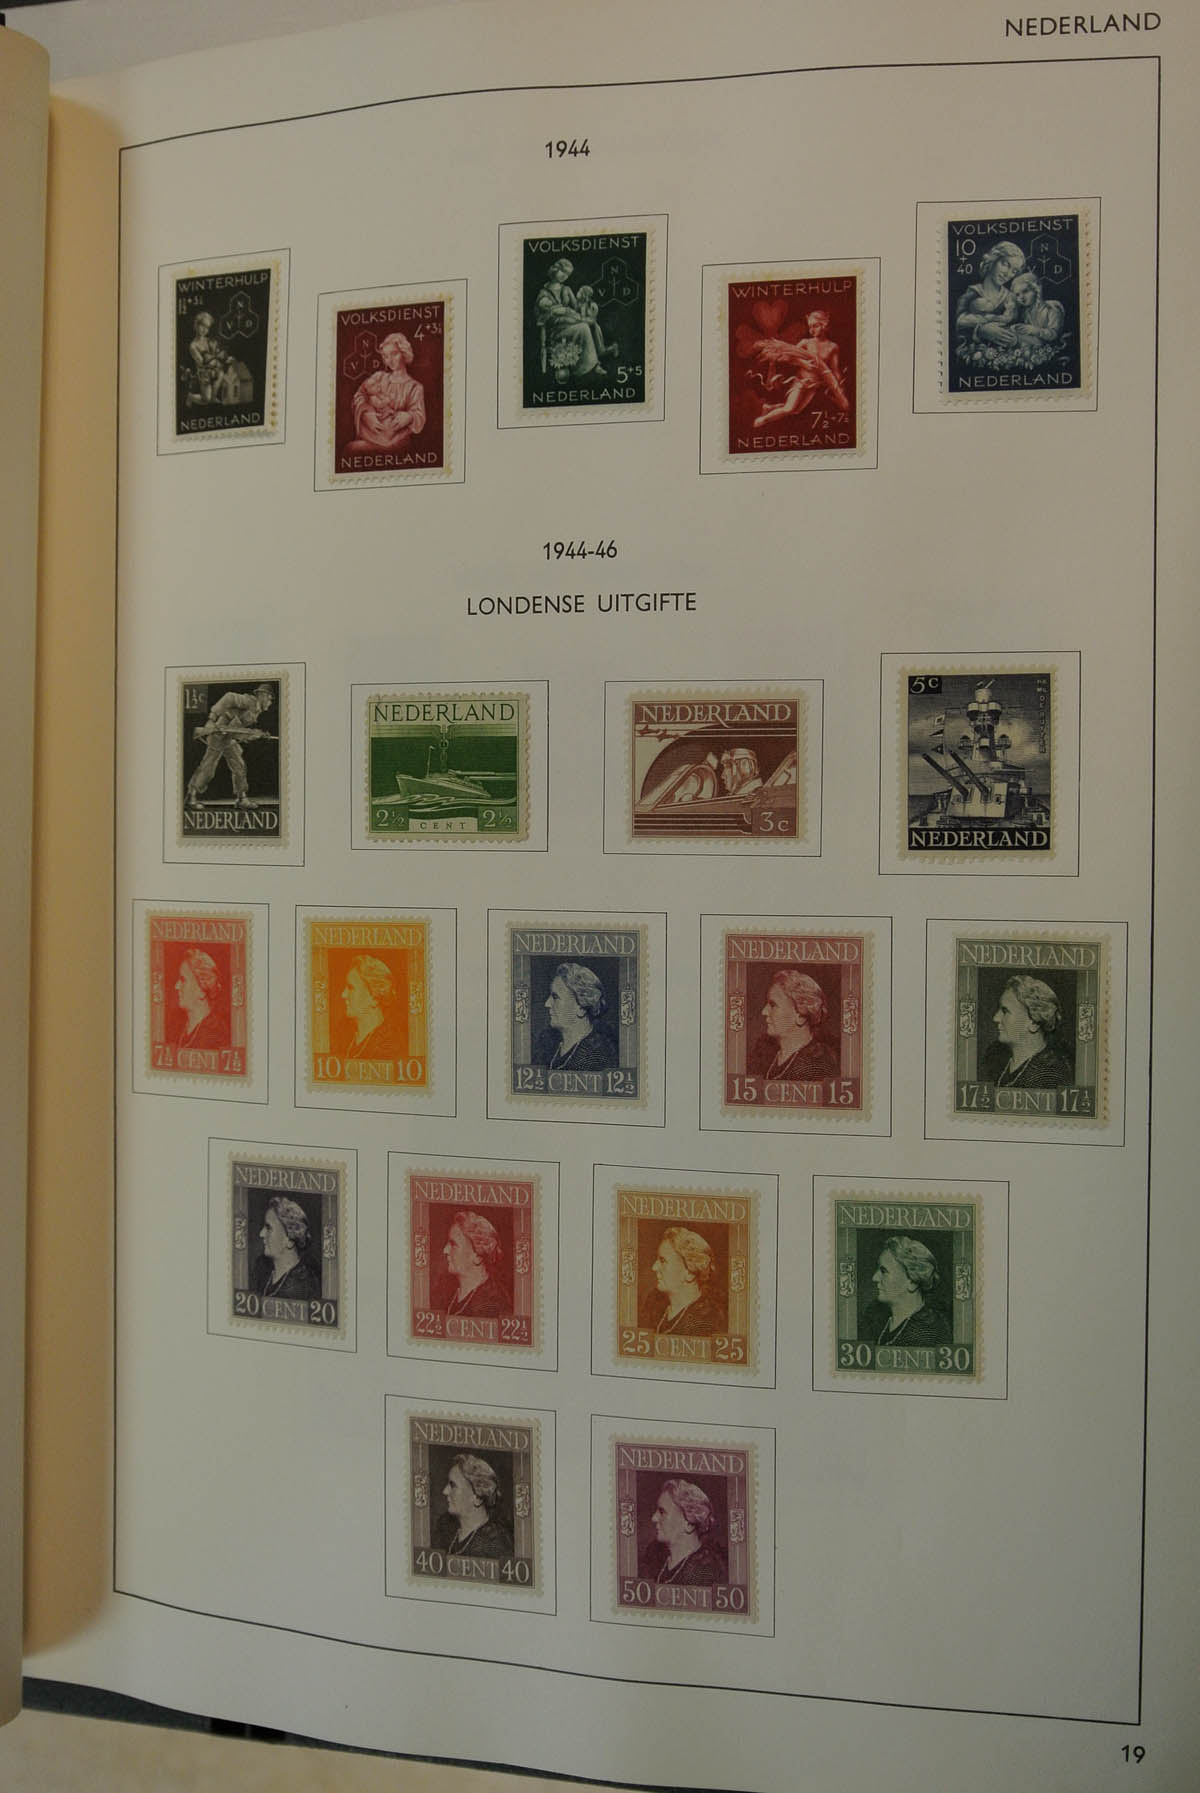 NEDERLAND
1944
WINTERHULP
1½+3½
N
V D
NEDERLAND
VOLKSDIENST
4+3½
N
V D
NEDERLAND
VOLKSDIENST
N
V D
5+5
NEDERLAND
WINTERHULP
7½+7½
NEDERLAND
VOLKSDIENST
10
+
40
N
V D
NEDERLAND
1944-46
LONDENSE UITGIFTE
1½c
NEDERLAND
NEDERLAND
2½ CENT 2½
NEDERLAND
3c
5c
NEDERLAND
NEDERLAND
7½ CENT 7½
NEDERLAND
10 CENT 10
NEDERLAND
12½ CENT 12½
NEDERLAND
15 CENT 15
NEDERLAND
17½ CENT 17½
NEDERLAND
20 CENT 20
NEDERLAND
22½ CENT 22½
NEDERLAND
25 CENT 25
NEDERLAND
30 CENT 30
NEDERLAND
40 CENT 40
NEDERLAND
50 CENT 50
19